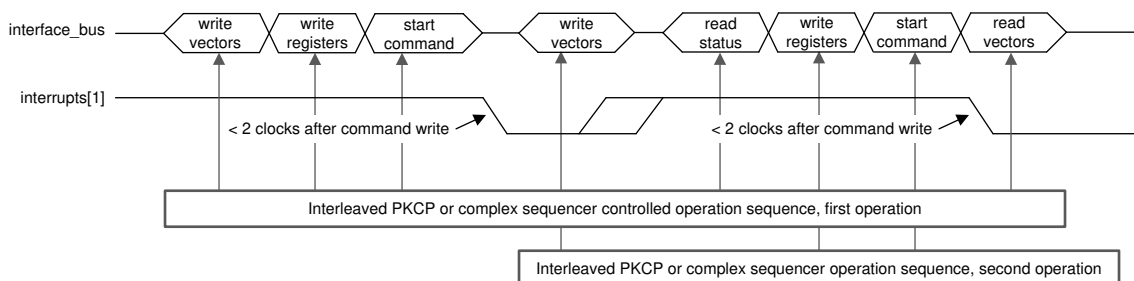 interface_bus
write
vectors
write
registers
start
command
write
vectors
read
status
write
registers
start
command
read
vectors
interrupts[1]
< 2 clocks after command write
< 2 clocks after command write
Interleaved PKCP or complex sequencer controlled operation sequence, first operation
Interleaved PKCP or complex sequencer operation sequence, second operation